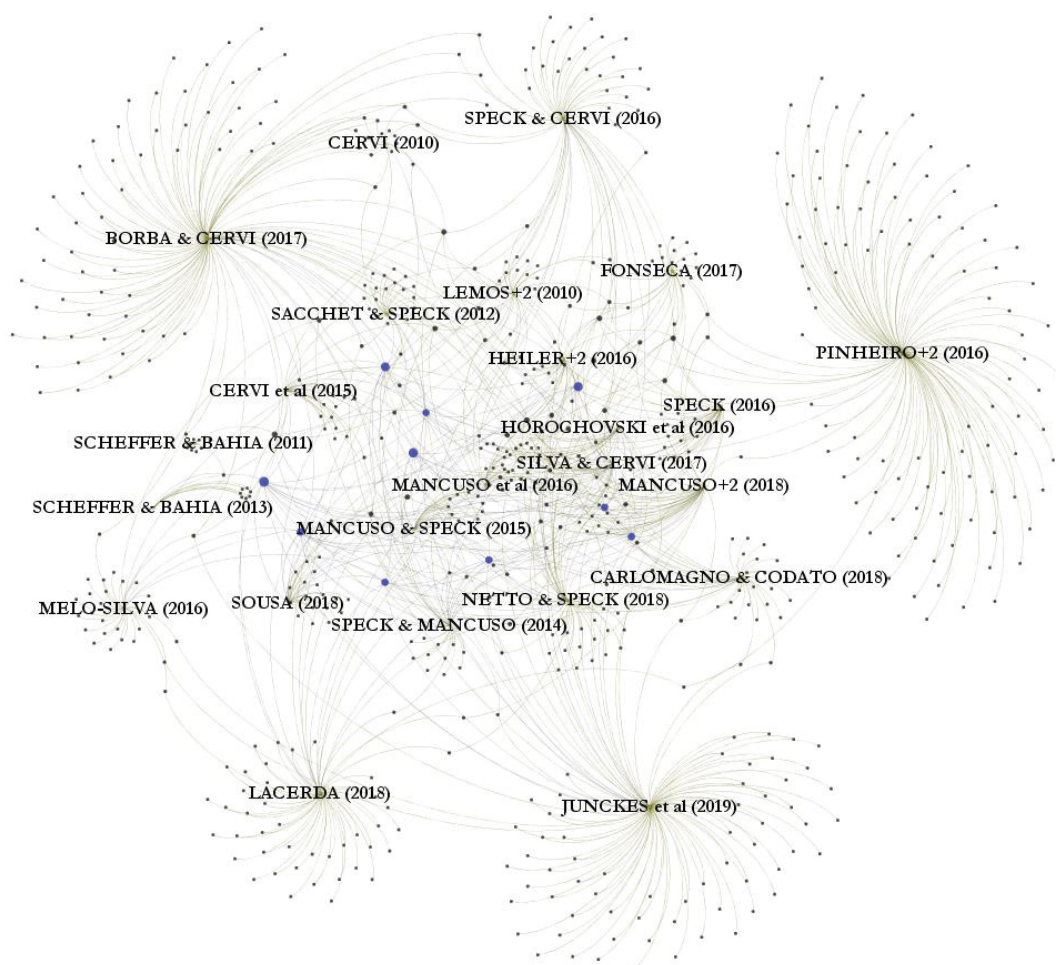 SPECK & CERVI (2016)
CERVI (2010)
BORBA & CERVI (2017)
FONSECA (2017)
LEMOS+2 (2010)
SACCHET & SPECK (2012)
PINHEIRO+2 (2016)
HEILER+2 (2016)
CERVI et al (2015)
SPECK (2016)
HOROGHOVSKI et al (2016)
SCHEFFER & BAHIA (2011)
SILVA & CERVI (2017)
MANCUSO et al (2016)
MANCUSO+2 (2018)
SCHEFFER & BAHIA (2013)
MANCUSO & SPECK (2015)
CARLOMAGNO & CODATO (2018)
NETTO & SPECK (2018)
SOUSA (2018)
MELO-SILVA (2016)
SPECK & MANCUSO (2014)
LACERDA (2018)
JUNCKES et al (2019)